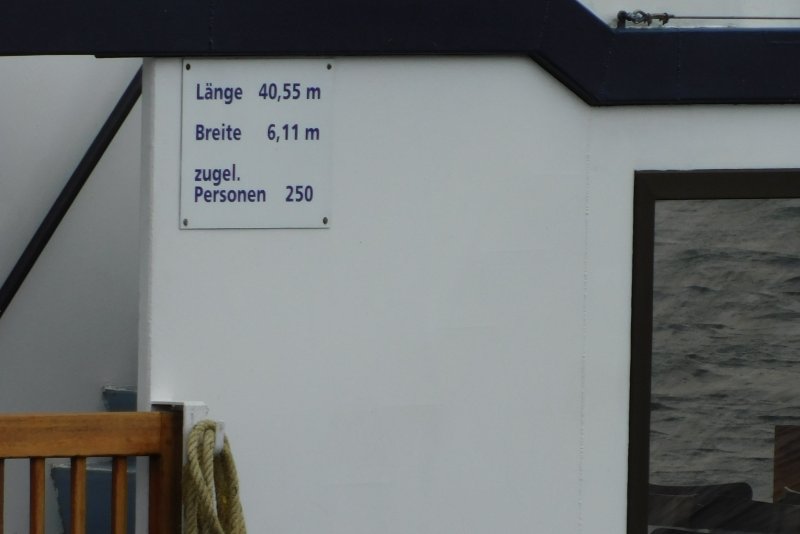 Länge 40,55 m
Breite 6,11 m
zugel.
Personen 250